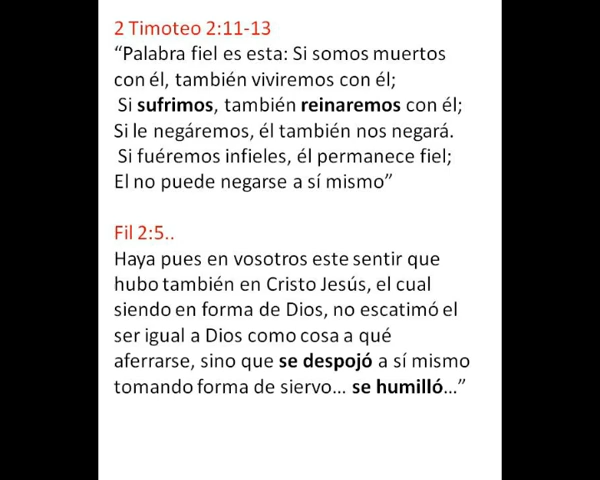 2 Timoteo 2:11-13
“Palabra fiel es esta: Si somos muertos
con él, también viviremos con él;
Si sufrimos, también reinaremos con él;
Si le negáremos, él también nos negará.
Si fuéremos infieles, él permanece fiel;
El no puede negarse a sí mismo”
Fil 2:5..
Haya pues en vosotros este sentir que
hubo también en Cristo Jesús, el cual
siendo en forma de Dios, no escatimó el
ser igual a Dios como cosa a qué
aferrarse, sino que se despojó a sí mismo
tomando forma de siervo... se humilló...”